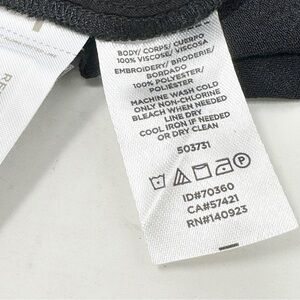 BODY/ CORPS/ CUERPO
100% VISCOSE/ VISCOSA
EMBROIDERY/ BRODERIE/
BORDADO
100% POLYESTER/
POLIÉSTER
MACHINE WASH COLD
ONLY NON-CHLORINE
BLEACH WHEN NEEDED
LINE DRY
COOL IRON IF NEEDED
OR DRY CLEAN
503731
ID#70360
CA#57421
RN#140923